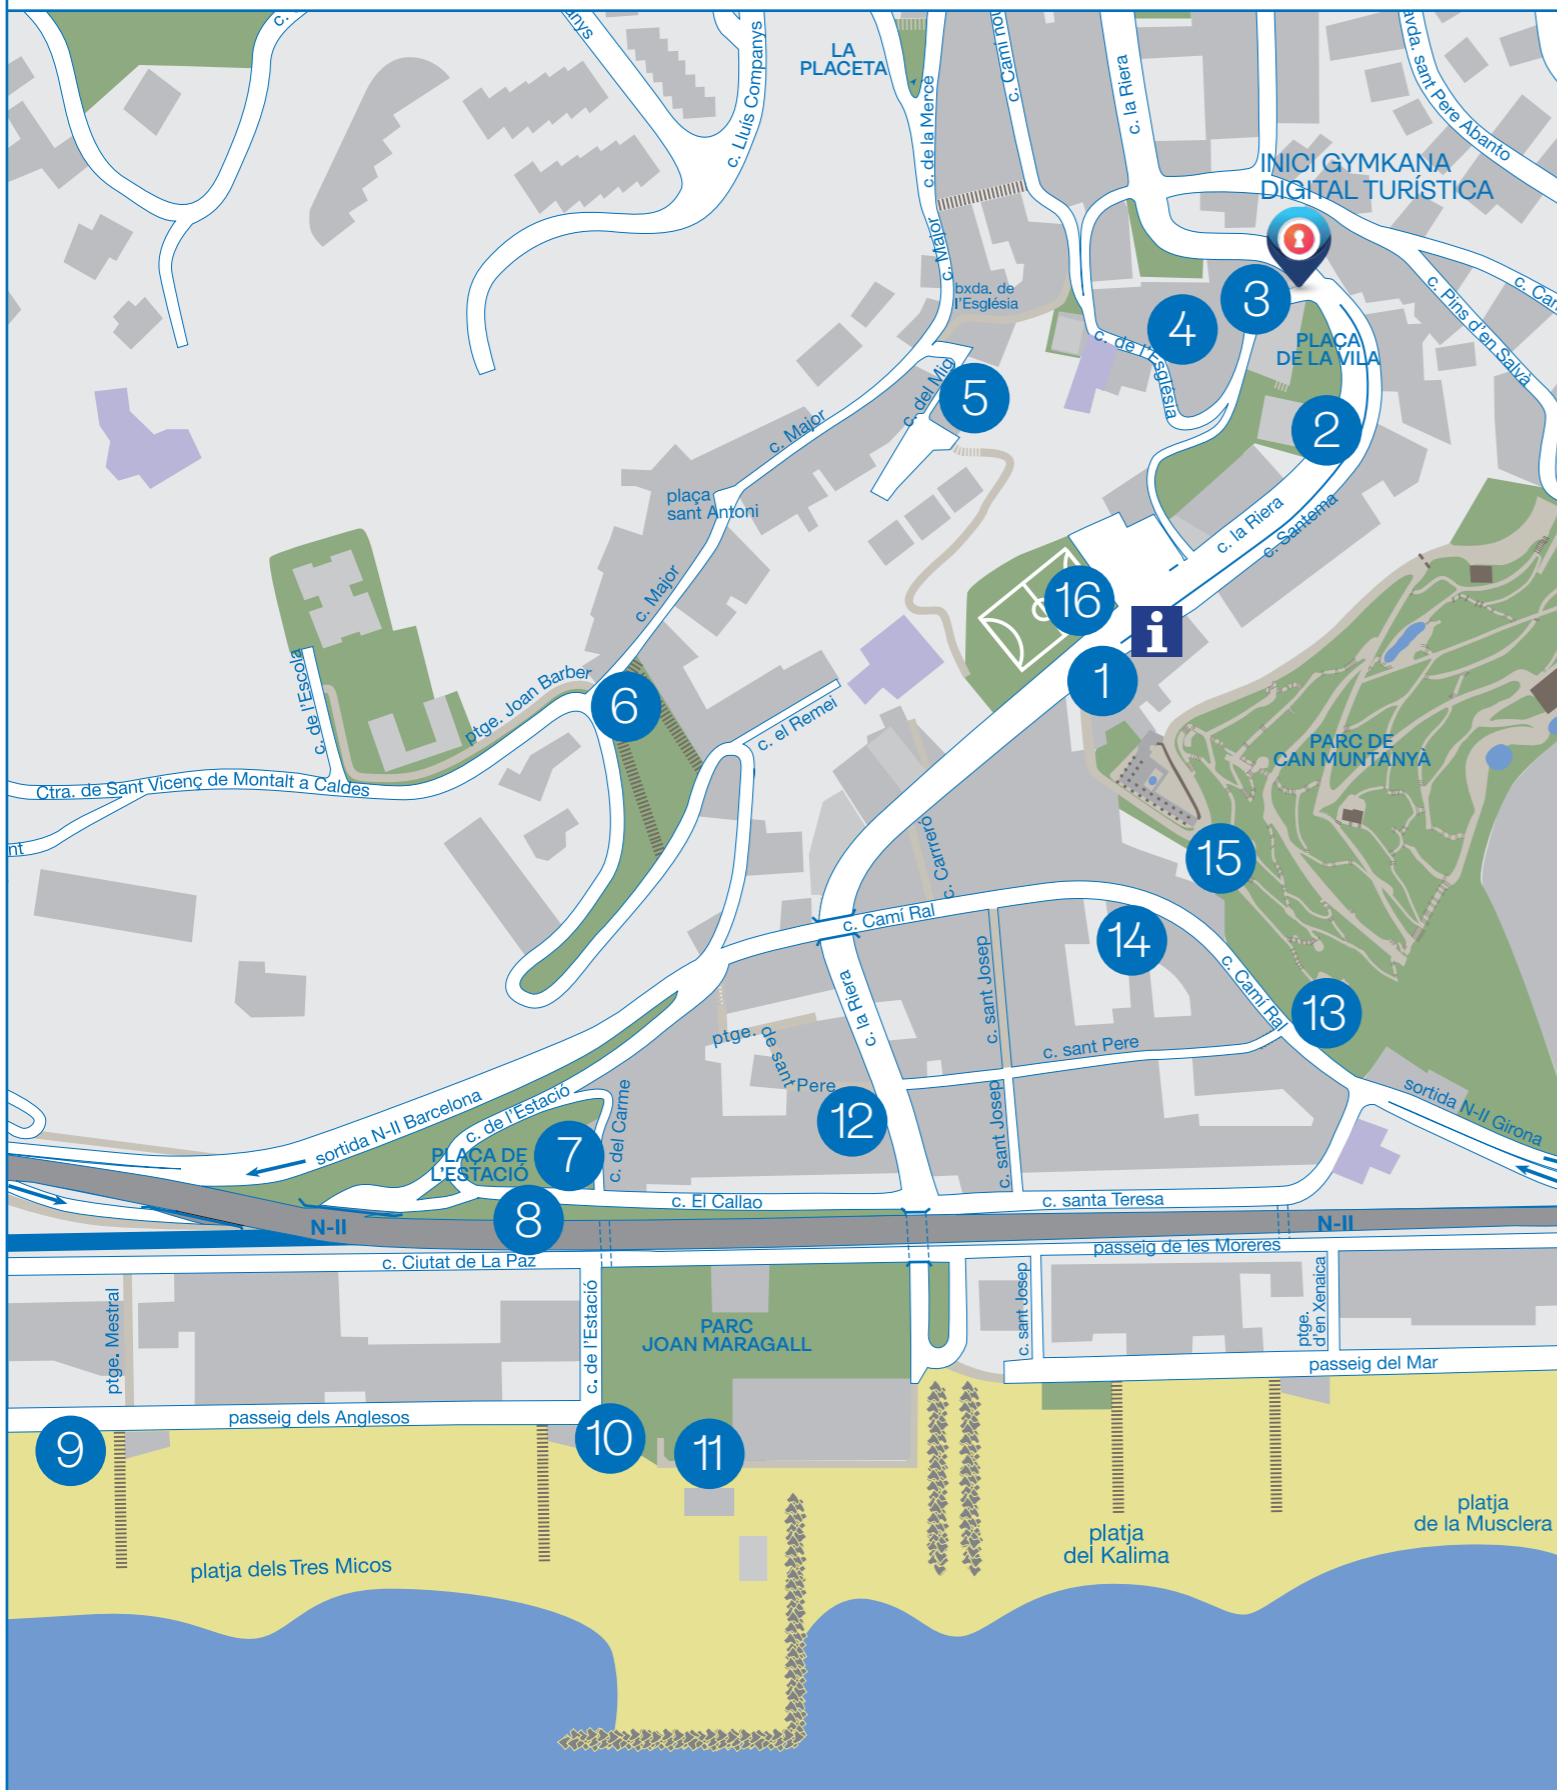 c.
anys
c. Lluís Companys
LA
PLACETA
c. de la Mercè
c. Camí nou
c. la Riera
avda. sant Pere Abanto
INICI GYMKANA
DIGITAL TURÍSTICA
c. Major
bxda. de
l'Església
3
4
c. de l'Església
PLAÇA
DE LA VILA
c. Pins d'en Salvà
c. Can
5
c. del Mig
2
c. Major
plaça
sant Antoni
c. la Riera
c. Santema
c. Major
16
i
1
c. de l'Escola
ptge. Joan Barber
6
c. el Remei
PARC DE
CAN MUNTANYÀ
Ctra. de Sant Vicenç de Montalt a Caldes
nt
c. Carreró
15
c. Camí Ral
14
c. Camí Ral
13
c. la Riera
c. sant Josep
ptge. de sant Pere
c. sant Pere
12
c. sant Josep
sortida N-II Girona
sortida N-II Barcelona
c. de l'Estació
c. del Carme
PLAÇA DE
L'ESTACIÓ
7
8
c. El Callao
c. santa Teresa
N-II
N-II
c. Ciutat de La Paz
passeig de les Moreres
ptge. Mestral
c. de l'Estació
PARC
JOAN MARAGALL
c. sant Josep
ptge.
d'en Xenaica
passeig del Mar
passeig dels Anglesos
9
10
11
platja dels Tres Micos
platja
del Kalima
platja
de la Musclera